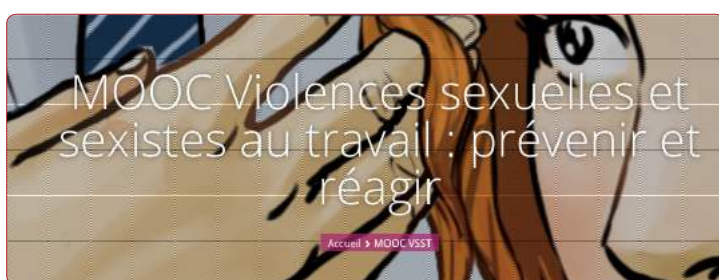 MOOC Violences sexuelles et
sexistes au travail : prévenir et
réagir
Accueil > MOOC VSST